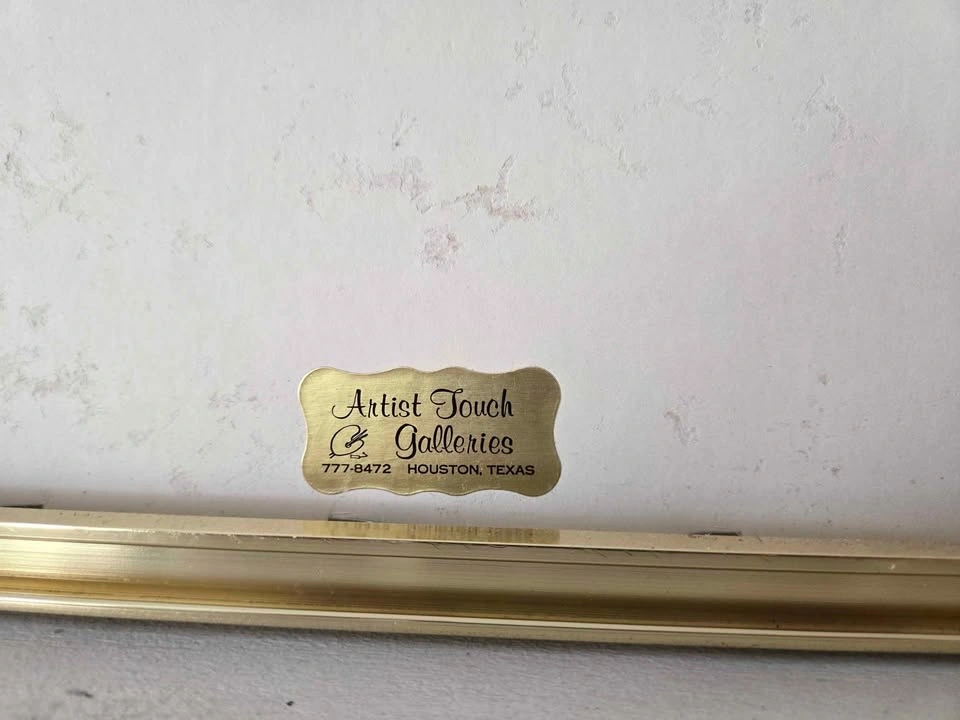 Artist Touch
Galleries
777-8472 HOUSTON, TEXAS